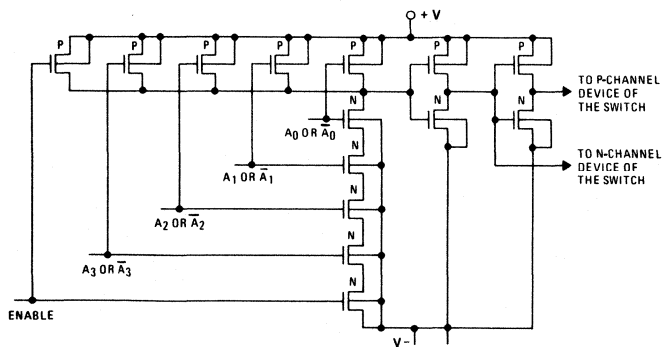 + V
P P P P P P P
TO P-CHANNEL
DEVICE OF
THE SWITCH
N N N
A0 OR A̅0
N
TO N-CHANNEL
DEVICE OF
THE SWITCH
A1 OR A̅1
N
A2 OR A̅2
N
A3 OR A̅3
N
ENABLE
V−